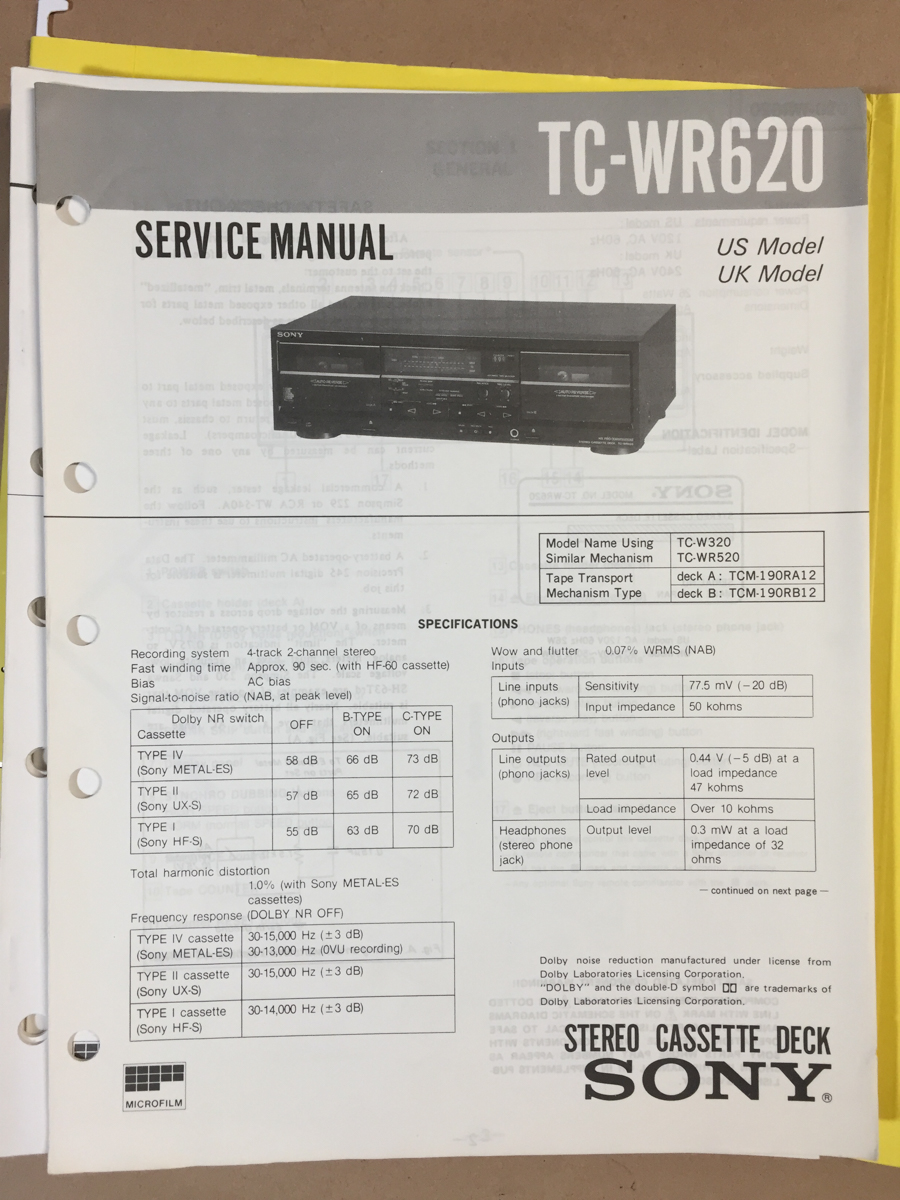 TC-WR620
SERVICE MANUAL
US Model
UK Model
SONY
Model Name Using Similar Mechanism
TC-W320
TC-WR520
Tape Transport Mechanism Type
deck A: TCM-190RA12
deck B: TCM-190RB12
SPECIFICATIONS
Recording system 4-track 2-channel stereo
Fast winding time Approx. 90 sec. (with HF-60 cassette)
Bias AC bias
Signal-to-noise ratio (NAB, at peak level)
Dolby NR switch
Cassette
OFF
B-TYPE ON
C-TYPE ON
TYPE IV
(Sony METAL-ES)
58 dB 66 dB 73 dB
TYPE II
(Sony UX-S)
57 dB 65 dB 72 dB
TYPE I
(Sony HF-S)
55 dB 63 dB 70 dB
Total harmonic distortion
1.0% (with Sony METAL-ES
cassettes)
Frequency response (DOLBY NR OFF)
TYPE IV cassette
(Sony METAL-ES)
30-15,000 Hz (±3 dB)
30-13,000 Hz (0VU recording)
TYPE II cassette
(Sony UX-S)
30-15,000 Hz (±3 dB)
TYPE I cassette
(Sony HF-S)
30-14,000 Hz (±3 dB)
Wow and flutter 0.07% WRMS (NAB)
Inputs
Line inputs
(phono jacks)
Sensitivity 77.5 mV (−20 dB)
Input impedance 50 kohms
Outputs
Line outputs
(phono jacks)
Rated output
level
0.44 V (−5 dB) at a
load impedance
47 kohms
Load impedance Over 10 kohms
Headphones
(stereo phone
jack)
Output level
0.3 mW at a load
impedance of 32
ohms
— continued on next page —
Dolby noise reduction manufactured under license from
Dolby Laboratories Licensing Corporation.
"DOLBY" and the double-D symbol are trademarks of
Dolby Laboratories Licensing Corporation.
STEREO CASSETTE DECK
SONY®
MICROFILM